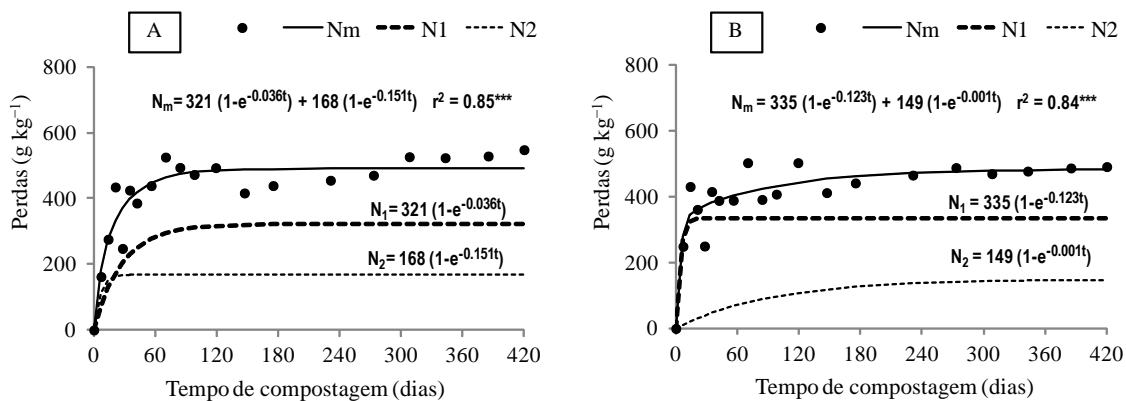 A
Nm N1 N2
800
600
400
200
0
Perdas (g kg⁻¹)
Nₘ = 321 (1-e^-0.036t) + 168 (1-e^-0.151t) r² = 0.85***
N₁ = 321 (1-e^-0.036t)
N₂ = 168 (1-e^-0.151t)
0 60 120 180 240 300 360 420
Tempo de compostagem (dias)
B
Nm N1 N2
800
600
400
200
0
Perdas (g kg⁻¹)
Nₘ = 335 (1-e^-0.123t) + 149 (1-e^-0.001t) r² = 0.84***
N₁ = 335 (1-e^-0.123t)
N₂ = 149 (1-e^-0.001t)
0 60 120 180 240 300 360 420
Tempo de compostagem (dias)